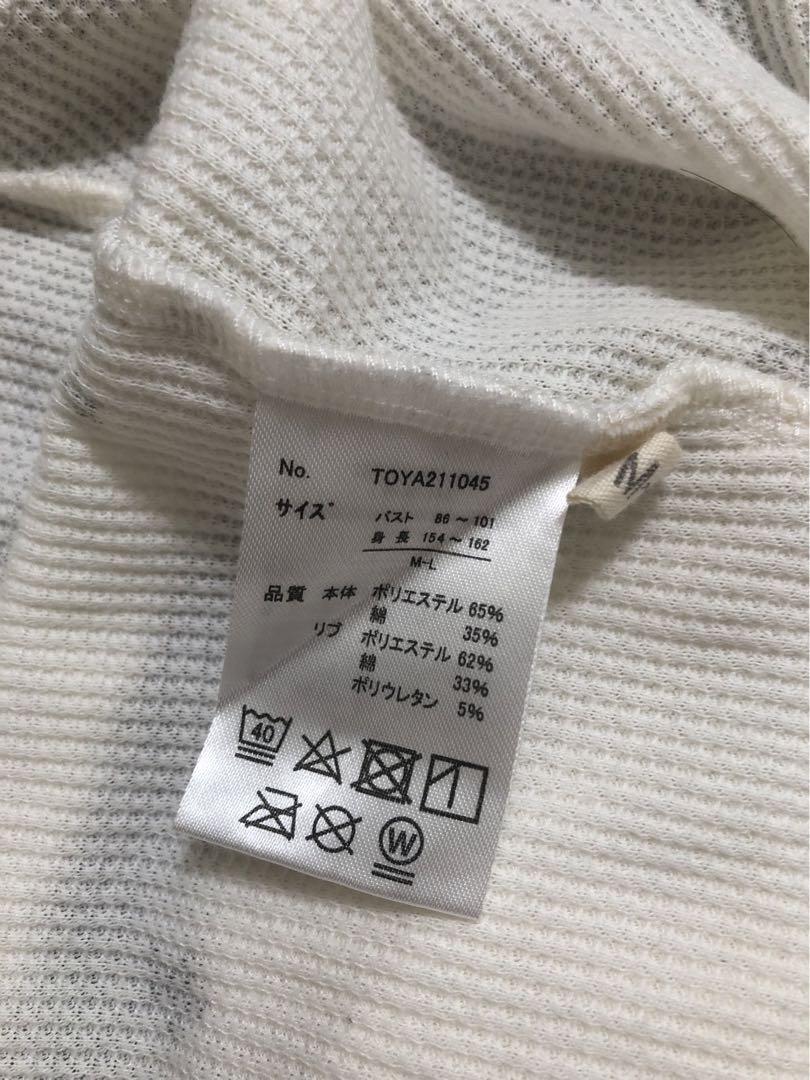 No. TOYA211045
サイズ バスト 86～101
身長 154～162
M-L
品質 本体 ポリエステル 65%
綿 35%
リブ ポリエステル 62%
綿 33%
ポリウレタン 5%
40
W
M